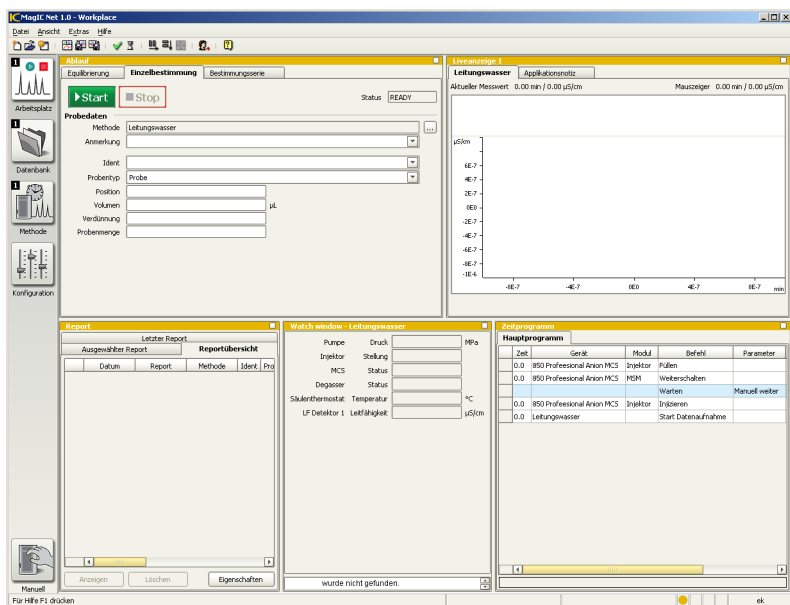 MagIC Net 1.0 - Workplace
Datei Ansicht Extras Hilfe
1
Arbeitsplatz
1
Datenbank
1
Methode
Konfiguration
Manuell
Ablauf
Equilibrierung Einzelbestimmung Bestimmungsserie
Start Stop Status READY
Probedaten
Methode Leitungswasser ...
Anmerkung
Ident
Probentyp Probe
Position
Volumen µL
Verdünnung
Probenmenge
Liveanzeige 1
Leitungswasser Applikationsnotiz
Aktueller Messwert 0.00 min / 0.00 µS/cm Mauszeiger 0.00 min / 0.00 µS/cm
µS/cm
6E-7
4E-7
2E-7
0E0
-2E-7
-4E-7
-6E-7
-8E-7
-1E-6
-8E-7 -4E-7 0E0 4E-7 8E-7 min
Report
Letzter Report
Ausgewählter Report Reportübersicht
Datum Report Methode Ident Pro
Anzeigen Löschen Eigenschaften
Watch window - Leitungswasser
Pumpe Druck MPa
Injektor Stellung
MCS Status
Degasser Status
Säulenthermostat Temperatur °C
LF Detektor 1 Leitfähigkeit µS/cm
wurde nicht gefunden.
Zeitprogramm
Hauptprogramm
Zeit Gerät Modul Befehl Parameter
0.0 850 Professional Anion MCS Injektor Füllen
0.0 850 Professional Anion MCS MSM Weiterschalten
Warten Manuell weiter
0.0 850 Professional Anion MCS Injektor Injizieren
0.0 Leitungswasser Start Datenaufnahme
Für Hilfe F1 drücken ek